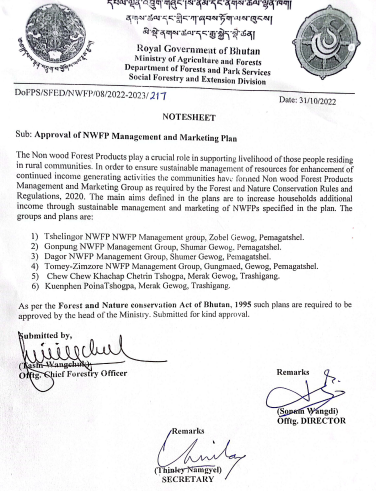 དཔལ་ལྡན་འབྲུག་གཞུང་།
Royal Government of Bhutan
Ministry of Agriculture and Forests
Department of Forests and Park Services
Social Forestry and Extension Division
DoFPS/SFED/NWFP/08/2022-2023/217
Date: 31/10/2022
NOTESHEET
Sub: Approval of NWFP Management and Marketing Plan
The Non wood Forest Products play a crucial role in supporting livelihood of those people residing
in rural communities. In order to ensure sustainable management of resources for enhancement of
continued income generating activities the communities have formed Non wood Forest Products
Management and Marketing Group as required by the Forest and Nature Conservation Rules and
Regulations, 2020. The main aims defined in the plans are to increase households additional
income through sustainable management and marketing of NWFPs specified in the plan. The
groups and plans are:
1) Tshelingor NWFP NWFP Management group, Zobel Gewog, Pemagatshel.
2) Gonpung NWFP Management Group, Shumar Gewog, Pemagatshel.
3) Dagor NWFP Management Group, Shumer Gewog, Pemagatshel.
4) Tomey-Zimzore NWFP Management Group, Gungmaed, Gewog, Pemagatshel.
5) Chew Chew Khachap Chetrin Tshogpa, Merak Gewog, Trashigang.
6) Kuenphen PoinaTshogpa, Merak Gewog, Trashigang.
As per the Forest and Nature conservation Act of Bhutan, 1995 such plans are required to be
approved by the head of the Ministry. Submitted for kind approval.
Submitted by,
(Tashi Wangchuk)
Offtg. Chief Forestry Officer
Remarks
(Sonam Wangdi)
Offtg. DIRECTOR
Remarks
(Thinley Namgyel)
SECRETARY